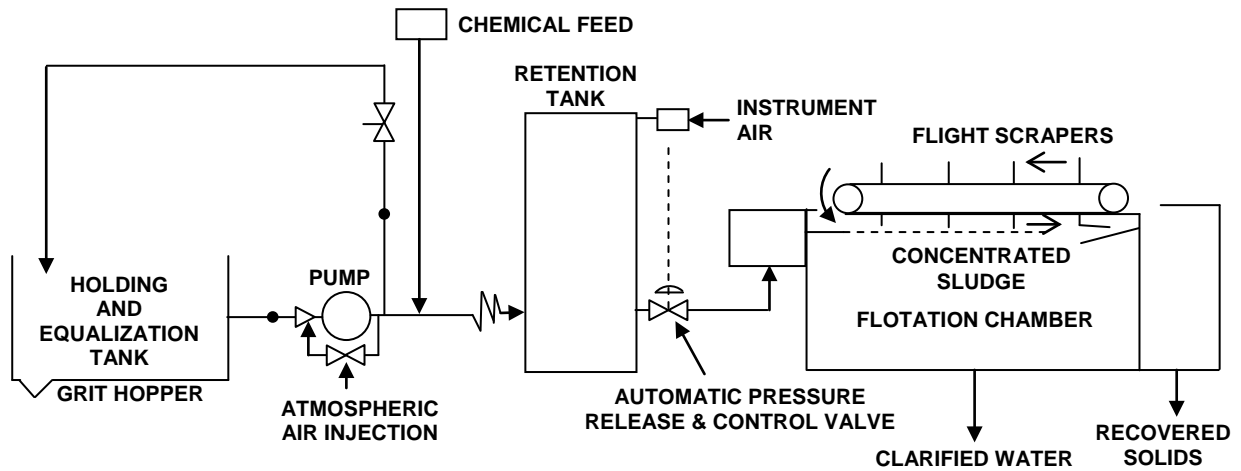 CHEMICAL FEED
RETENTION
TANK
INSTRUMENT
AIR
FLIGHT SCRAPERS
HOLDING
AND
EQUALIZATION
TANK
GRIT HOPPER
PUMP
ATMOSPHERIC
AIR INJECTION
AUTOMATIC PRESSURE
RELEASE & CONTROL VALVE
CONCENTRATED
SLUDGE
FLOTATION CHAMBER
CLARIFIED WATER
RECOVERED
SOLIDS